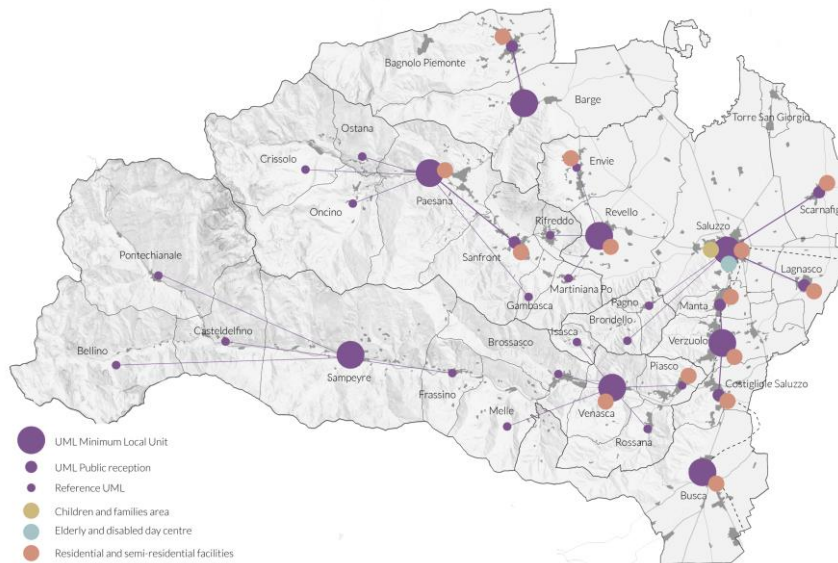 Bagnolo Piemonte
Barge
Torre San Giorgio
Ostana
Crissolo
Envie
Oncino
Paesana
Scarnafigi
Rifreddo
Revello
Saluzzo
Pontechianale
Sanfront
Lagnasco
Martiniana Po
Gambasca
Pagno
Manta
Casteldelfino
Brondello
Isasca
Verzuolo
Bellino
Brossasco
Sampeyre
Piasco
Costigliole Saluzzo
Frassino
Venasca
Melle
Rossana
UML Minimum Local Unit
UML Public reception
Busca
Reference UML
Children and families area
Elderly and disabled day centre
Residential and semi-residential facilities